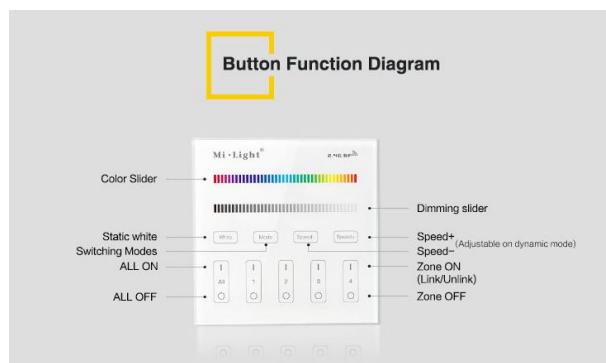 Button Function Diagram
Mi·Light®
2.4G RF
Color Slider
Dimming slider
White Mode Speed- Speed+
Static white
Switching Modes
Speed+ (Adjustable on dynamic mode)
Speed−
ALL ON
Zone ON
(Link/Unlink)
All 1 2 3 4
ALL OFF
Zone OFF